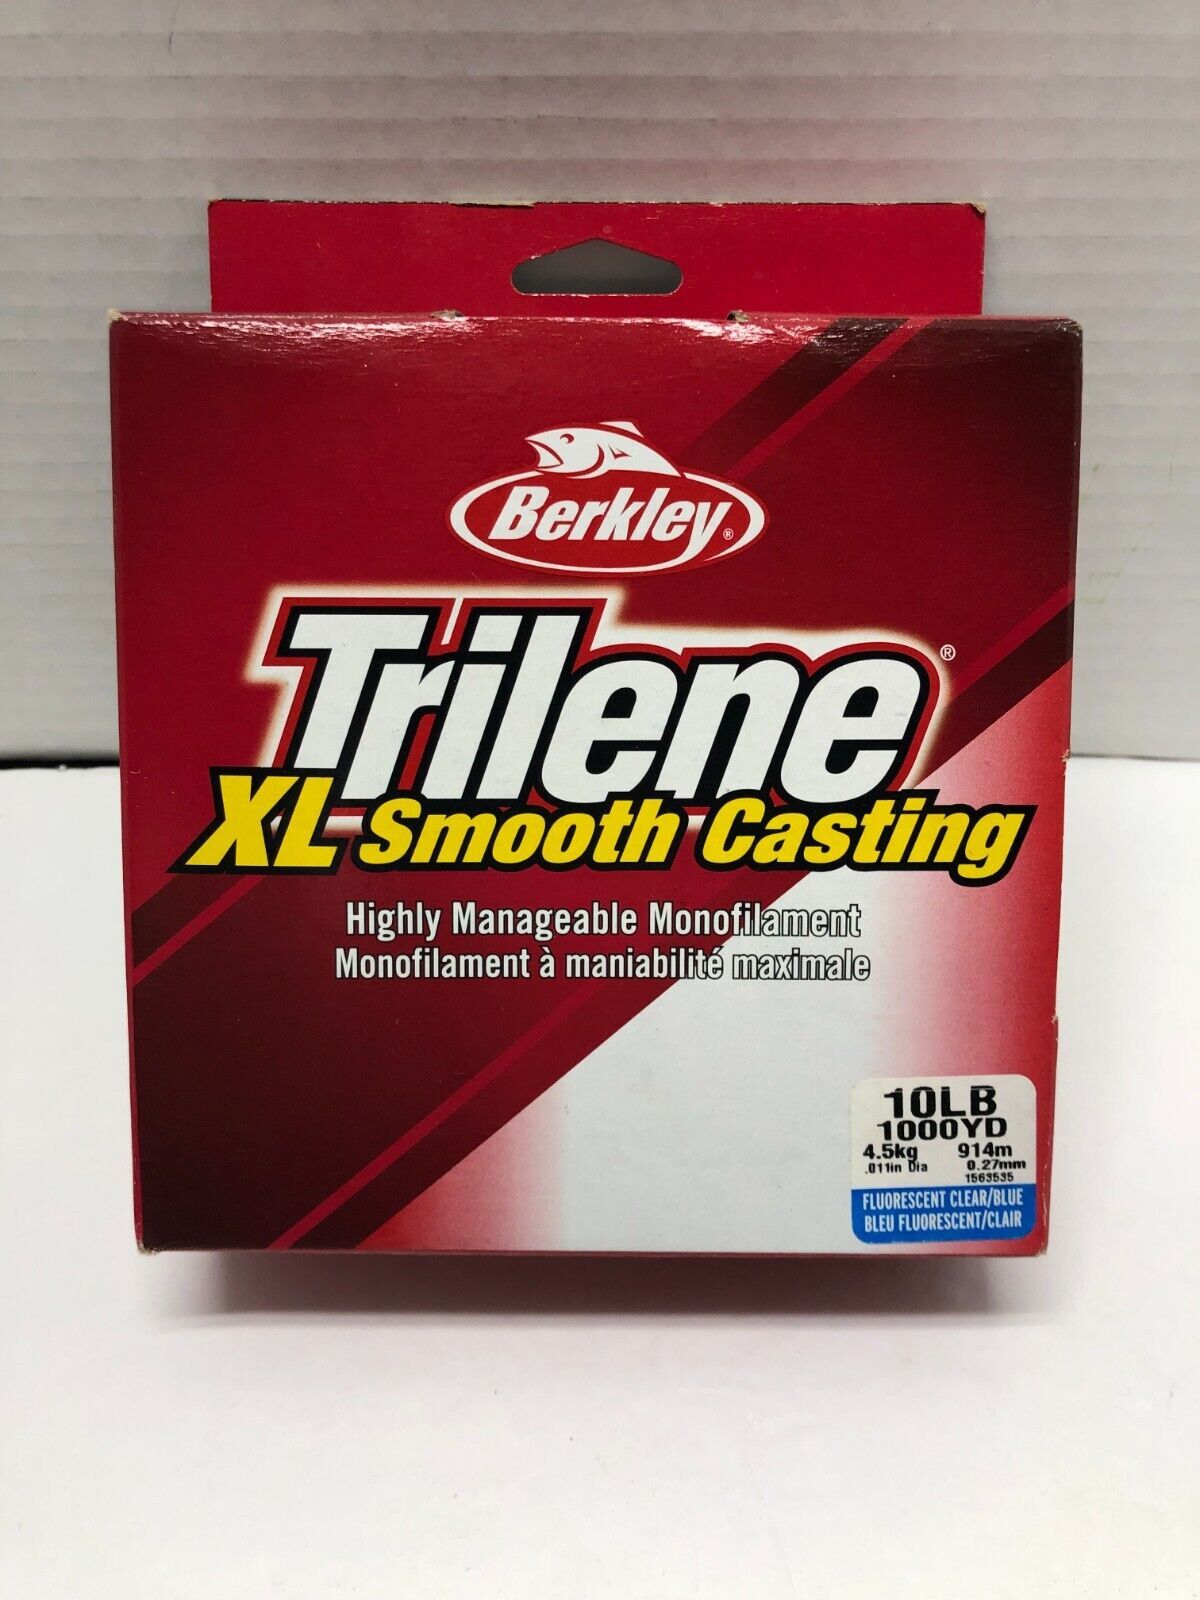 Berkley®
Trilene®
XL Smooth Casting
Highly Manageable Monofilament
Monofilament à maniabilité maximale
10LB
1000YD
4.5kg 914m
.011in Dia 0.27mm
1563535
FLUORESCENT CLEAR/BLUE
BLEU FLUORESCENT/CLAIR